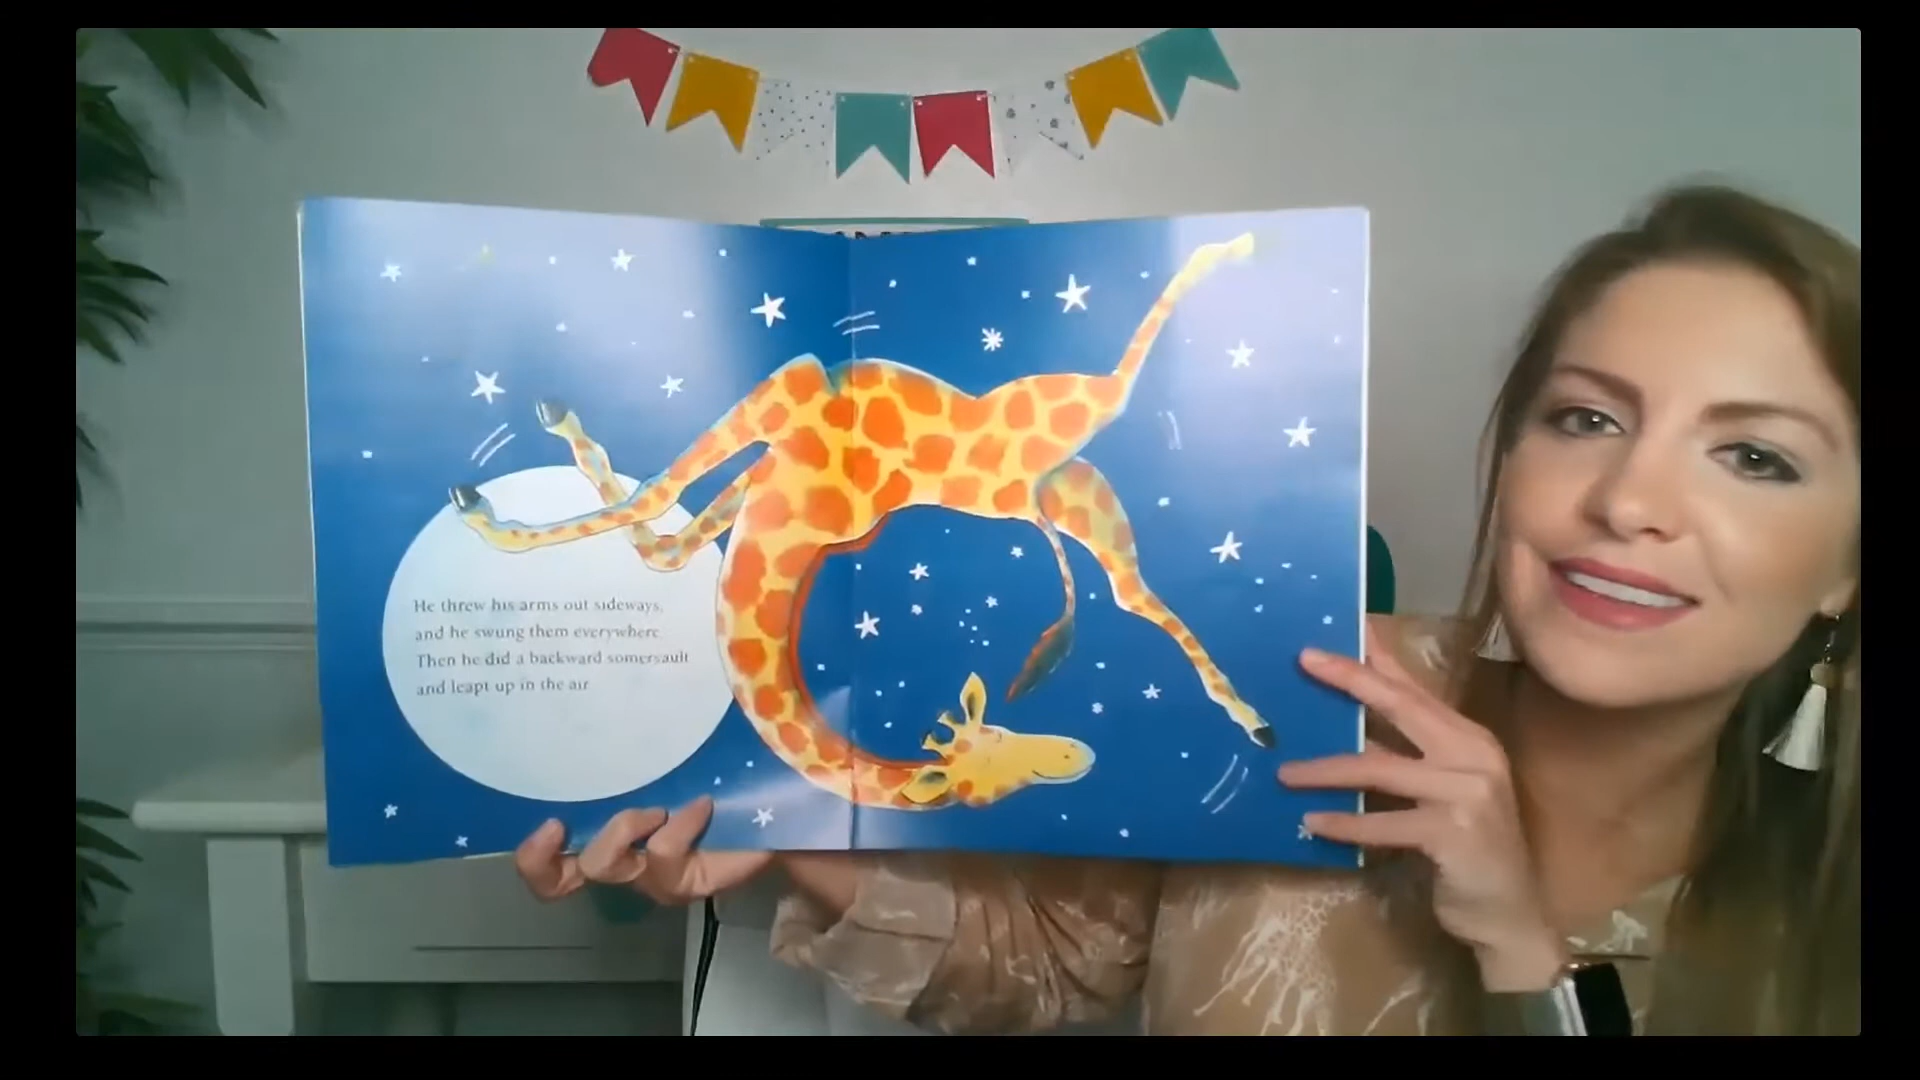 He threw his arms out sideways,
and he swung them everywhere.
Then he did a backward somersault
and leapt up in the air.